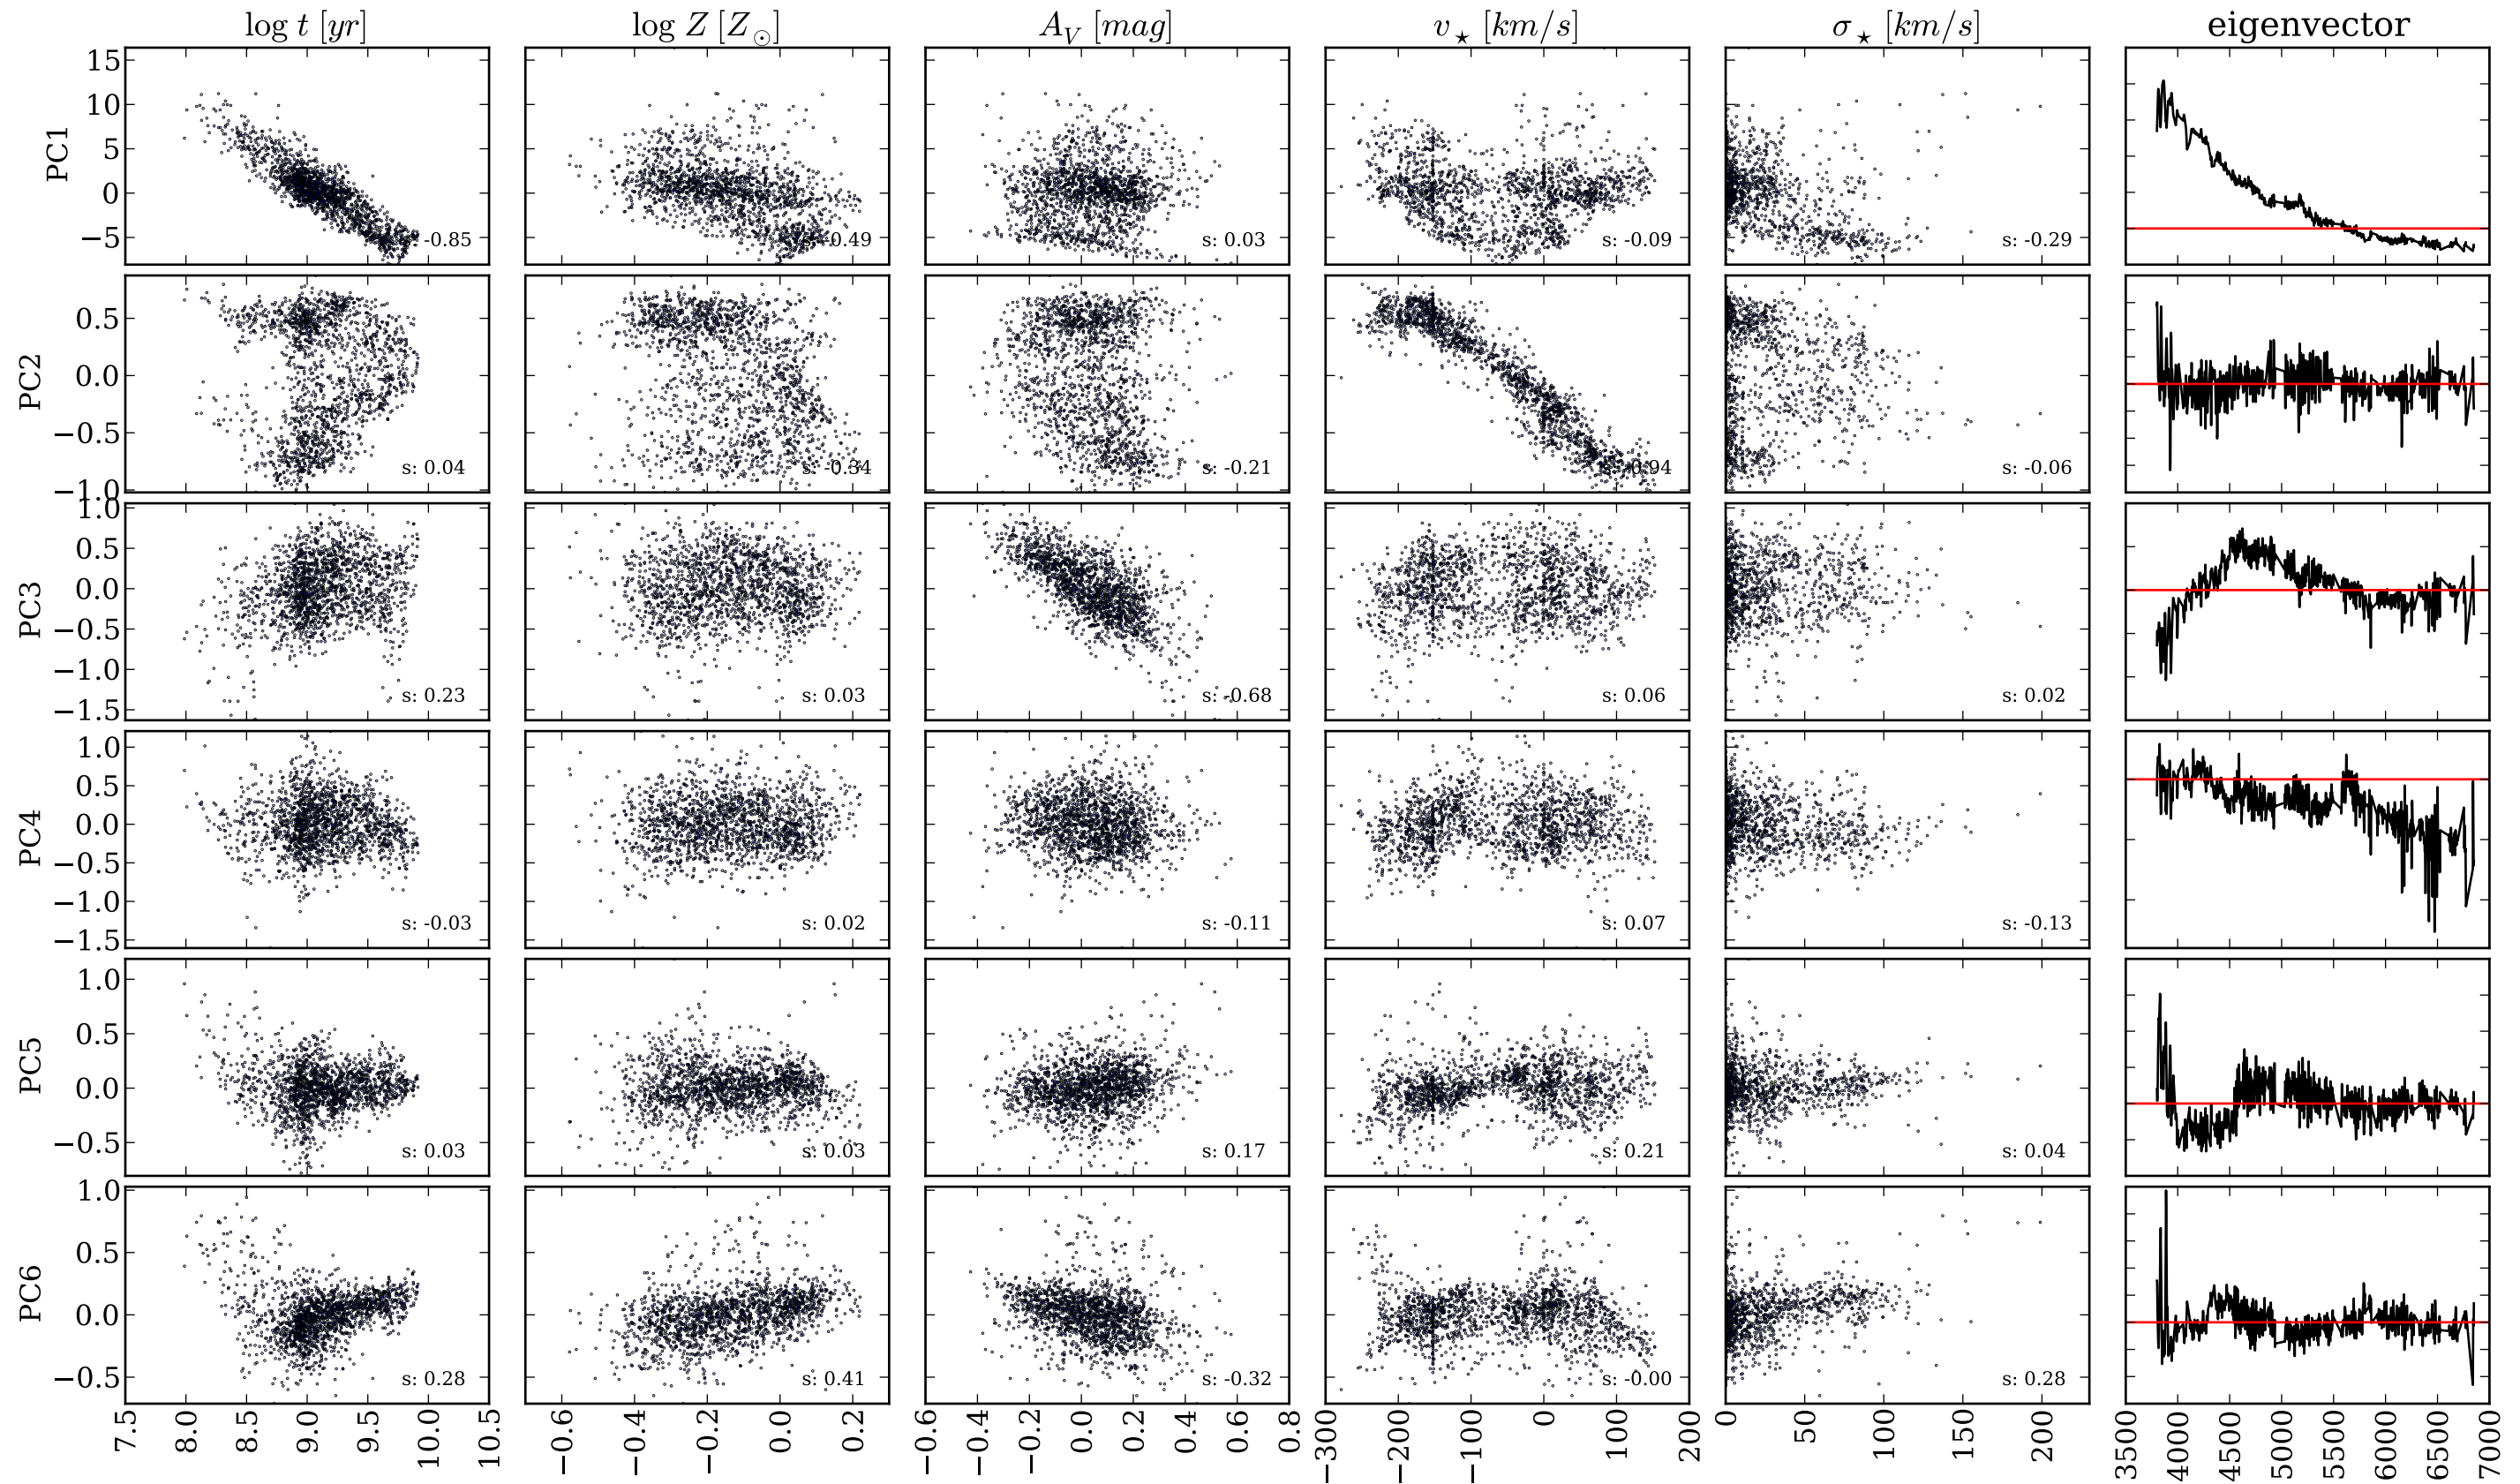 log t [yr] log Z [Z⊙] A_V [mag] v⋆ [km/s] σ⋆ [km/s] eigenvector
PC1
15
10
5
0
−5
-0.85 s: -0.49 s: 0.03 s: -0.09 s: -0.29
PC2
0.5
0.0
−0.5
−1.0
s: 0.04 s: -0.34 s: -0.21 s: -0.94 s: -0.06
PC3
1.0
0.5
0.0
−0.5
−1.0
−1.5
s: 0.23 s: 0.03 s: -0.68 s: 0.06 s: 0.02
PC4
1.0
0.5
0.0
−0.5
−1.0
−1.5
s: -0.03 s: 0.02 s: -0.11 s: 0.07 s: -0.13
PC5
1.0
0.5
0.0
−0.5
s: 0.03 s: 0.03 s: 0.17 s: 0.21 s: 0.04
PC6
1.0
0.5
0.0
−0.5
s: 0.28 s: 0.41 s: -0.32 s: -0.00 s: 0.28
7.5 8.0 8.5 9.0 9.5 10.0 10.5 −0.6 −0.4 −0.2 0.0 0.2 −0.6 −0.4 −0.2 0.0 0.2 0.4 0.6 0.8 −300 −200 −100 0 100 200 0 50 100 150 200 3500 4000 4500 5000 5500 6000 6500 7000